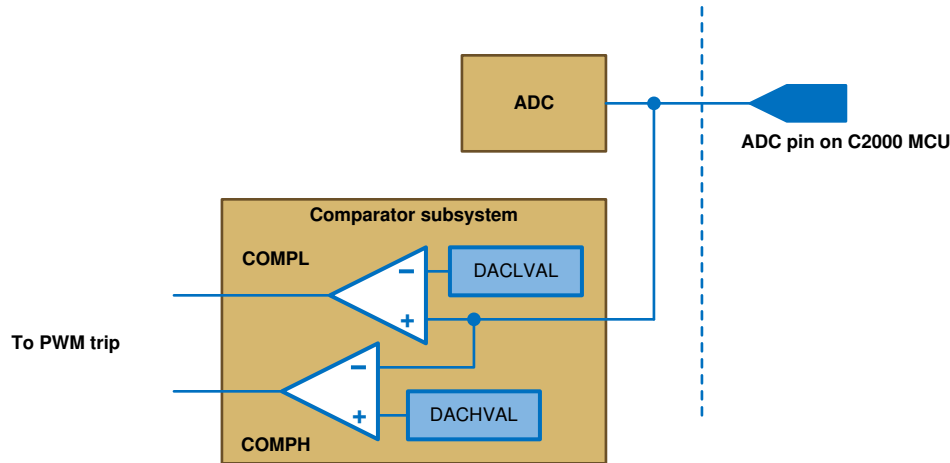 ADC
ADC pin on C2000 MCU
Comparator subsystem
COMPL
−
DACLVAL
+
To PWM trip
−
+
DACHVAL
COMPH